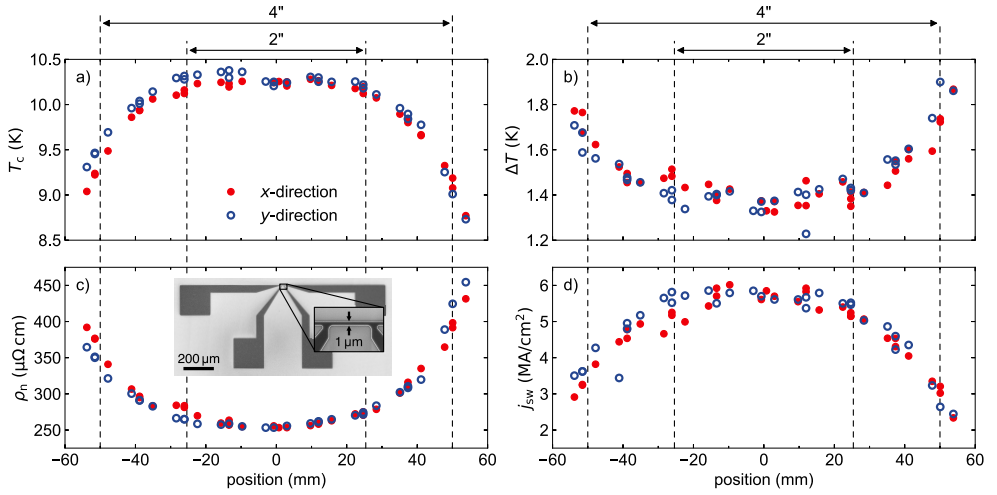 4" 4"
2" 2"
a) b)
10.5
10.0
9.5
9.0
8.5
T_c (K)
x-direction
y-direction
2.0
1.8
1.6
1.4
1.2
ΔT (K)
c) d)
450
400
350
300
250
ρ_n (μΩ cm)
200 μm
1 μm
6
5
4
3
2
j_sw (MA/cm²)
−60 −40 −20 0 20 40 60
position (mm)
−60 −40 −20 0 20 40 60
position (mm)